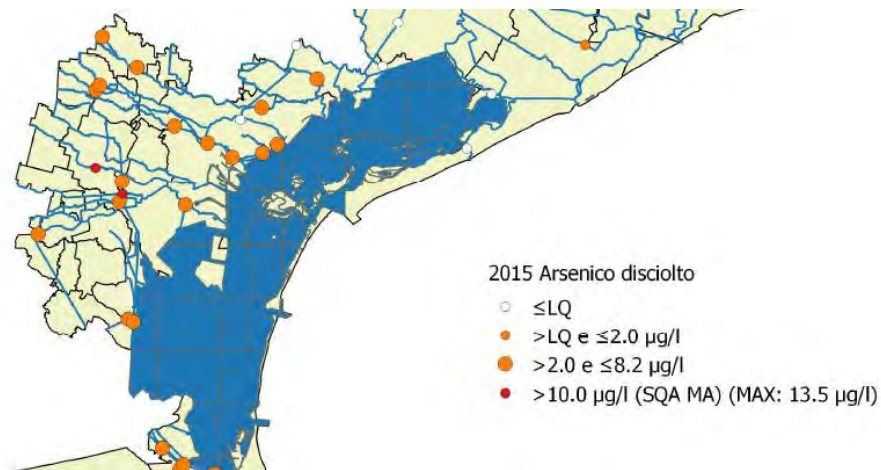 2015 Arsenico disciolto
≤LQ
>LQ e ≤2.0 µg/l
>2.0 e ≤8.2 µg/l
>10.0 µg/l (SQA MA) (MAX: 13.5 µg/l)